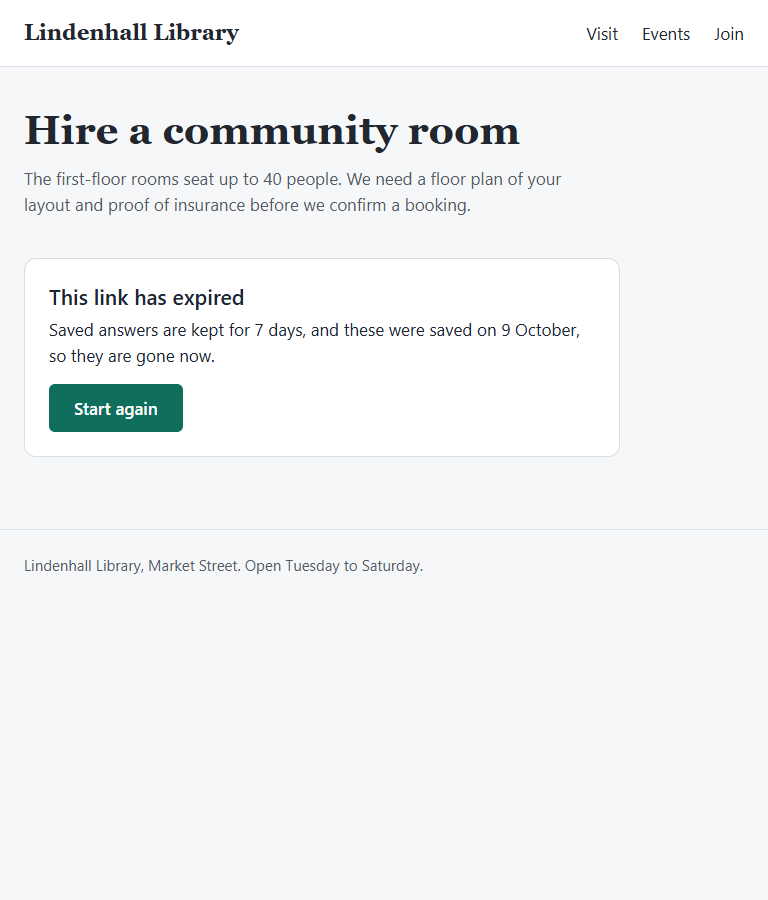 Lindenhall Library
Visit Events Join
Hire a community room
The first-floor rooms seat up to 40 people. We need a floor plan of your
layout and proof of insurance before we confirm a booking.
This link has expired
Saved answers are kept for 7 days, and these were saved on 9 October,
so they are gone now.
Start again
Lindenhall Library, Market Street. Open Tuesday to Saturday.